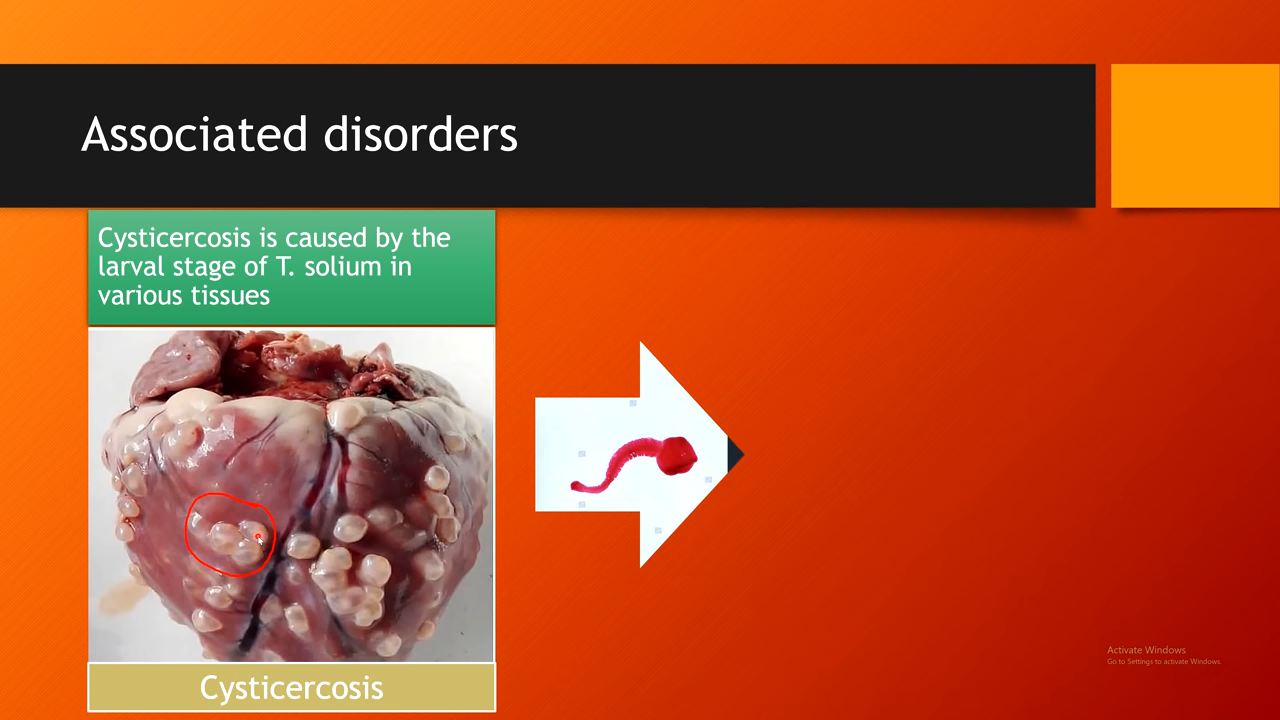 Associated disorders
Cysticercosis is caused by the
larval stage of T. solium in
various tissues
Cysticercosis
Activate Windows
Go to Settings to activate Windows.